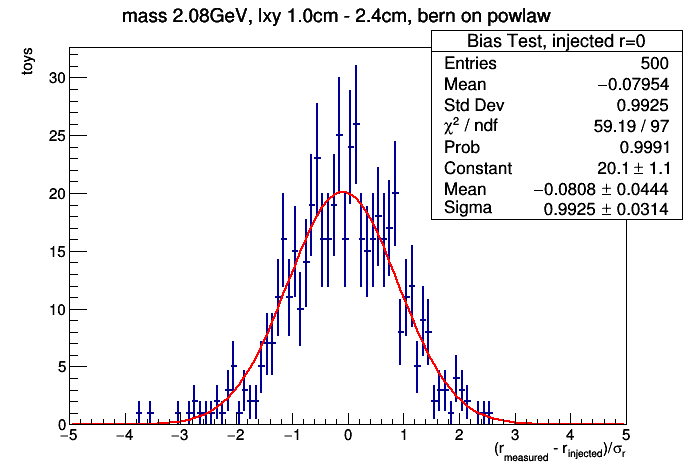 mass 2.08GeV, lxy 1.0cm - 2.4cm, bern on powlaw
toys
Bias Test, injected r=0
Entries 500
Mean −0.07954
Std Dev 0.9925
χ² / ndf 59.19 / 97
Prob 0.9991
Constant 20.1 ± 1.1
Mean −0.0808 ± 0.0444
Sigma 0.9925 ± 0.0314
30
25
20
15
10
5
0
−5 −4 −3 −2 −1 0 1 2 3 4 5
(r_measured - r_injected)/σ_r